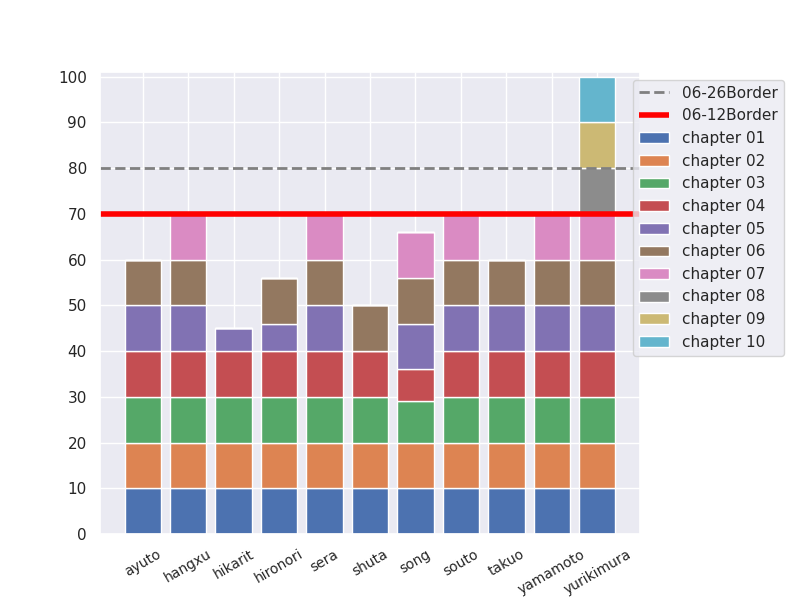 100
90
80
70
60
50
40
30
20
10
0
ayuto
hangxu
hikarit
hironori
sera
shuta
song
souto
takuo
yamamoto
yurikimura
06-26Border
06-12Border
chapter 01
chapter 02
chapter 03
chapter 04
chapter 05
chapter 06
chapter 07
chapter 08
chapter 09
chapter 10